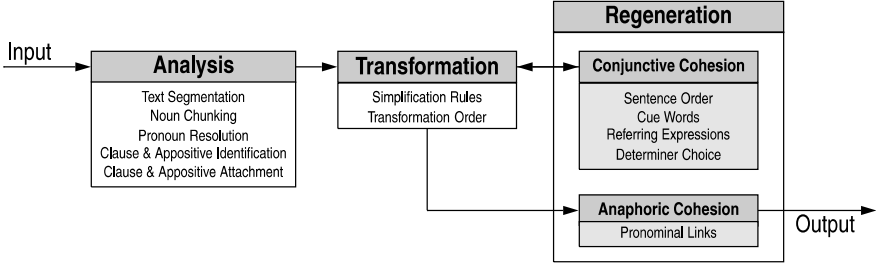 Input
Analysis
Text Segmentation
Noun Chunking
Pronoun Resolution
Clause & Appositive Identification
Clause & Appositive Attachment
Transformation
Simplification Rules
Transformation Order
Regeneration
Conjunctive Cohesion
Sentence Order
Cue Words
Referring Expressions
Determiner Choice
Anaphoric Cohesion
Pronominal Links
Output